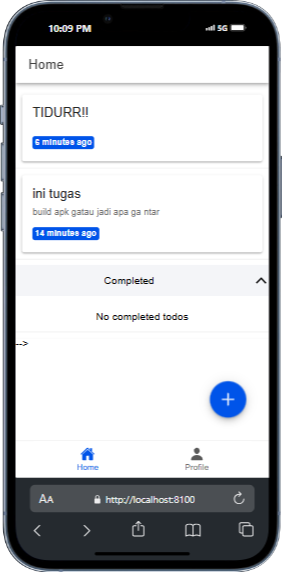 10:09 PM
5G
Home
TIDURR!!
6 minutes ago
ini tugas
build apk gatau jadi apa ga ntar
14 minutes ago
Completed
No completed todos
-->
Home
Profile
AA
http://localhost:8100